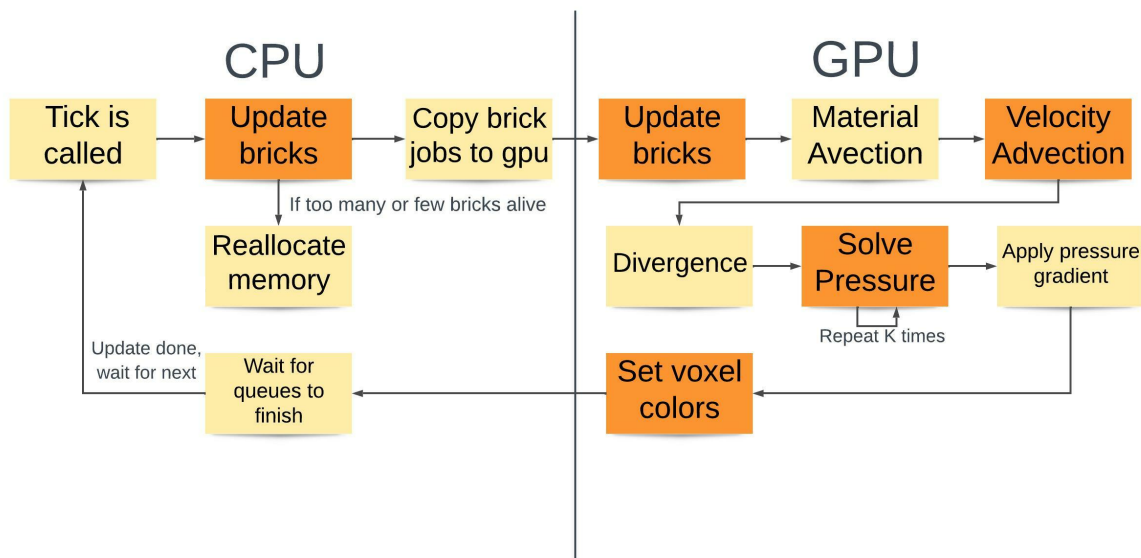 CPU
GPU
Tick is
called
Update
bricks
Copy brick
jobs to gpu
Update
bricks
Material
Avection
Velocity
Advection
If too many or few bricks alive
Reallocate
memory
Divergence
Solve
Pressure
Apply pressure
gradient
Repeat K times
Update done,
wait for next
Wait for
queues to
finish
Set voxel
colors